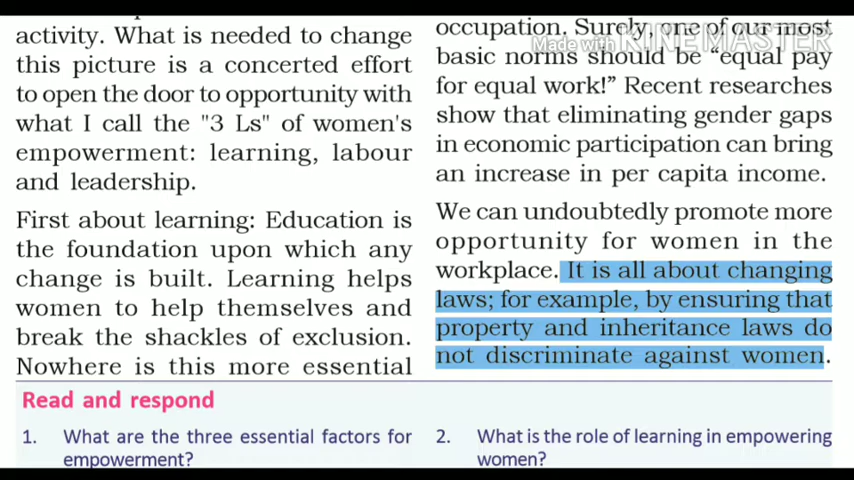 activity. What is needed to change
this picture is a concerted effort
to open the door to opportunity with
what I call the "3 Ls" of women's
empowerment: learning, labour
and leadership.
First about learning: Education is
the foundation upon which any
change is built. Learning helps
women to help themselves and
break the shackles of exclusion.
Nowhere is this more essential
occupation. Surely, one of our most
Made with KINEMASTER
basic norms should be “equal pay
for equal work!” Recent researches
show that eliminating gender gaps
in economic participation can bring
an increase in per capita income.
We can undoubtedly promote more
opportunity for women in the
workplace. It is all about changing
laws; for example, by ensuring that
property and inheritance laws do
not discriminate against women.
Read and respond
1. What are the three essential factors for
empowerment?
2. What is the role of learning in empowering
women?